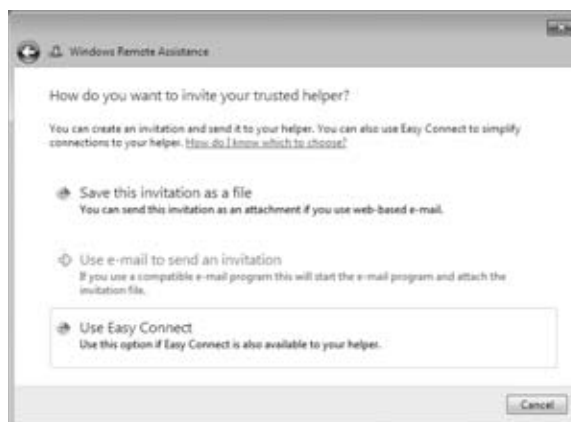 Windows Remote Assistance
How do you want to invite your trusted helper?
You can create an invitation and send it to your helper. You can also use Easy Connect to simplify
connections to your helper. How do I know which to choose?
Save this invitation as a file
You can send this invitation as an attachment if you use web-based e-mail.
Use e-mail to send an invitation
If you use a compatible e-mail program this will start the e-mail program and attach the
invitation file.
Use Easy Connect
Use this option if Easy Connect is also available to your helper.
Cancel